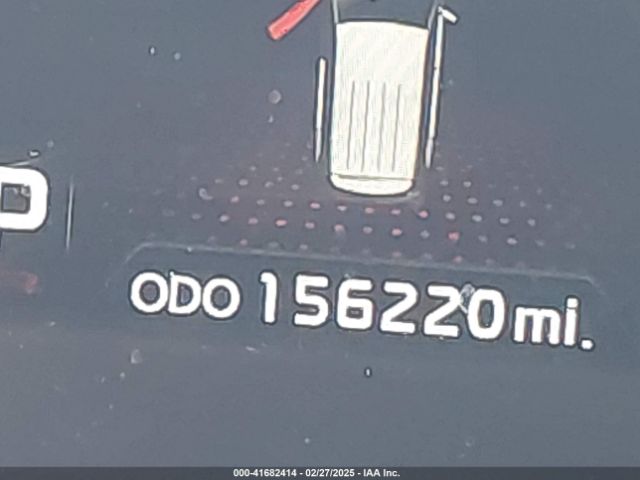 P
ODO 156220 mi.
000-41682414 - 02/27/2025 - IAA Inc.